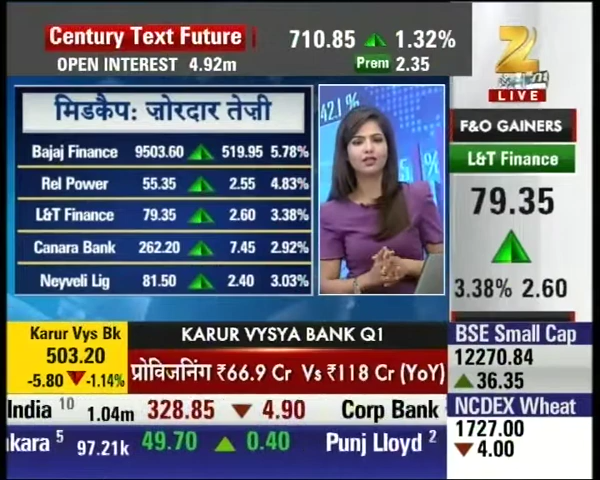 Century Text Future
710.85 1.32%
OPEN INTEREST 4.92m
Prem 2.35
LIVE
मिडकैप: ज़ोरदार तेज़ी
Bajaj Finance 9503.60 519.95 5.78%
Rel Power 55.35 2.55 4.83%
L&T Finance 79.35 2.60 3.38%
Canara Bank 262.20 7.45 2.92%
Neyveli Lig 81.50 2.40 3.03%
42.1%
F&O GAINERS
L&T Finance
79.35
3.38% 2.60
Karur Vys Bk
503.20
-5.80 -1.14%
KARUR VYSYA BANK Q1
प्रोविजनिंग ₹66.9 Cr Vs ₹118 Cr (YoY)
BSE Small Cap
12270.84
36.35
NCDEX Wheat
1727.00
4.00
India 10 1.04m 328.85 4.90 Corp Bank
kara 5 97.21k 49.70 0.40 Punj Lloyd 2